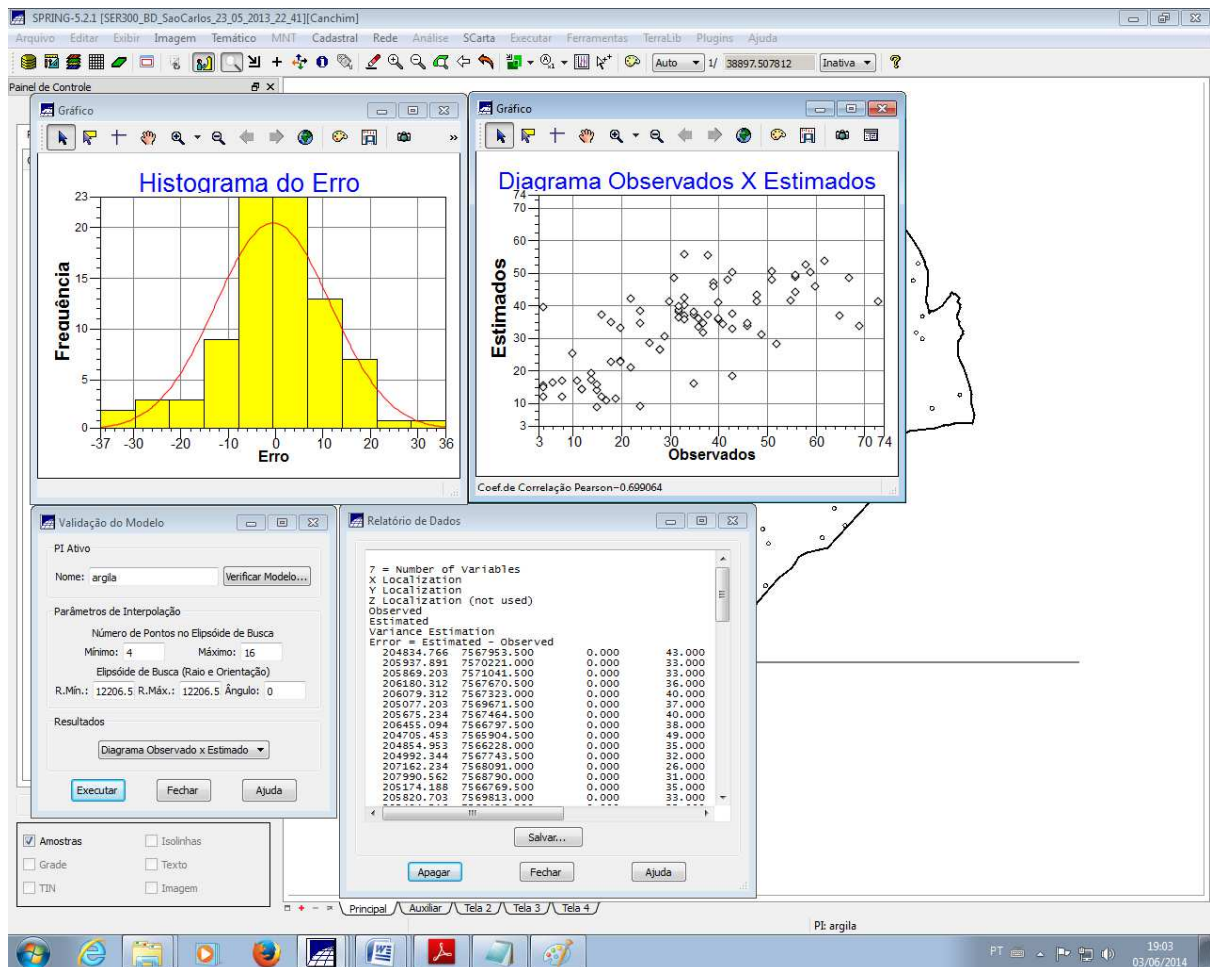 SPRING-5.2.1 [SER300_BD_SaoCarlos_23_05_2013_22_41][Canchim]
Arquivo Editar Exibir Imagem Temático MNT Cadastral Rede Análise SCarta Executar Ferramentas TerraLib Plugins Ajuda
Auto 1/ 38897.507812 Inativa
Painel de Controle
Gráfico
Histograma do Erro
Frequência
23
20
15
10
5
0
-37 -30 -20 -10 0 10 20 30 36
Erro
Gráfico
Diagrama Observados X Estimados
Estimados
74
70
60
50
40
30
20
10
3
3 10 20 30 40 50 60 70 74
Observados
Coef.de Correlação Pearson=0.699064
Validação do Modelo
PI Ativo
Nome: argila Verificar Modelo...
Parâmetros de Interpolação
Número de Pontos no Elipsóide de Busca
Mínimo: 4 Máximo: 16
Elipsóide de Busca (Raio e Orientação)
R.Mín.: 12206.5 R.Máx.: 12206.5 Ângulo: 0
Resultados
Diagrama Observado x Estimado
Executar Fechar Ajuda
Relatório de Dados
7 = Number of Variables
X Localization
Y Localization
Z Localization (not used)
Observed
Estimated
Variance Estimation
Error = Estimated - Observed
204834.766 7567953.500 0.000 43.000
205937.891 7570221.000 0.000 33.000
205869.203 7571041.500 0.000 33.000
206180.312 7567670.500 0.000 36.000
206079.312 7567323.000 0.000 40.000
205077.203 7569671.500 0.000 37.000
205675.234 7567464.500 0.000 40.000
206455.094 7566797.500 0.000 38.000
204705.453 7565904.500 0.000 49.000
204854.953 7566228.000 0.000 35.000
204992.344 7567743.500 0.000 32.000
207162.234 7568091.000 0.000 26.000
207990.562 7568790.000 0.000 31.000
205174.188 7566769.500 0.000 35.000
205820.703 7569813.000 0.000 33.000
Salvar...
Apagar Fechar Ajuda
Amostras Isolinhas
Grade Texto
TIN Imagem
Principal Auxiliar Tela 2 Tela 3 Tela 4
PI: argila
PT 19:03
03/06/2014